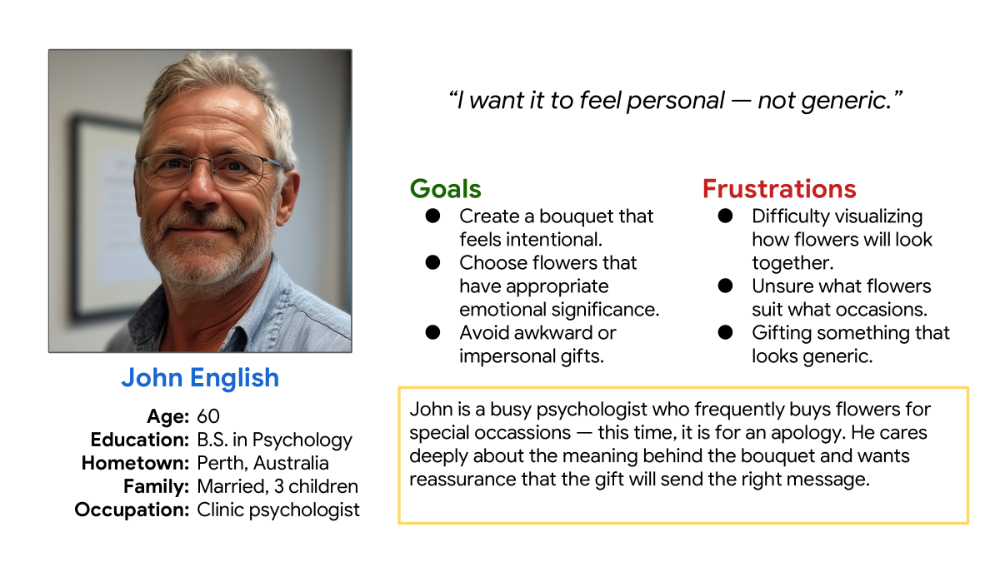 “I want it to feel personal — not generic.”
Goals
● Create a bouquet that
feels intentional.
● Choose flowers that
have appropriate
emotional significance.
● Avoid awkward or
impersonal gifts.
Frustrations
● Difficulty visualizing
how flowers will look
together.
● Unsure what flowers
suit what occasions.
● Gifting something that
looks generic.
John English
Age: 60
Education: B.S. in Psychology
Hometown: Perth, Australia
Family: Married, 3 children
Occupation: Clinic psychologist
John is a busy psychologist who frequently buys flowers for
special occassions — this time, it is for an apology. He cares
deeply about the meaning behind the bouquet and wants
reassurance that the gift will send the right message.